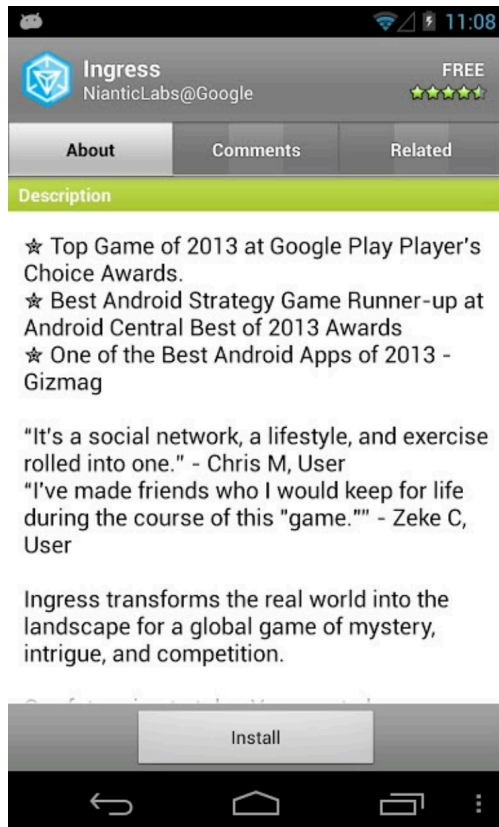 11:08
Ingress
FREE
NianticLabs@Google
About
Comments
Related
Description
✯ Top Game of 2013 at Google Play Player's
Choice Awards.
✯ Best Android Strategy Game Runner-up at
Android Central Best of 2013 Awards
✯ One of the Best Android Apps of 2013 -
Gizmag
“It's a social network, a lifestyle, and exercise
rolled into one.” - Chris M, User
“I've made friends who I would keep for life
during the course of this "game."” - Zeke C,
User
Ingress transforms the real world into the
landscape for a global game of mystery,
intrigue, and competition.
Install